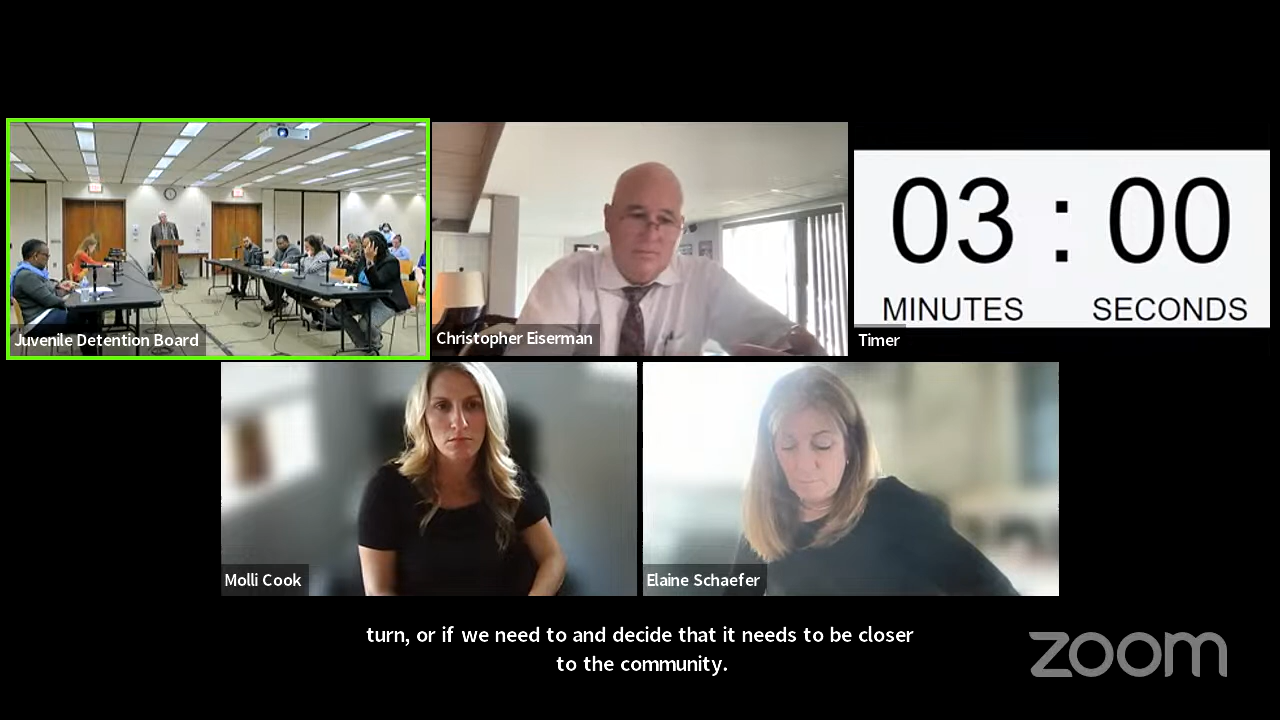 03 : 00
MINUTES SECONDS
Juvenile Detention Board
Christopher Eiserman
Timer
Molli Cook
Elaine Schaefer
turn, or if we need to and decide that it needs to be closer
to the community.
zoom